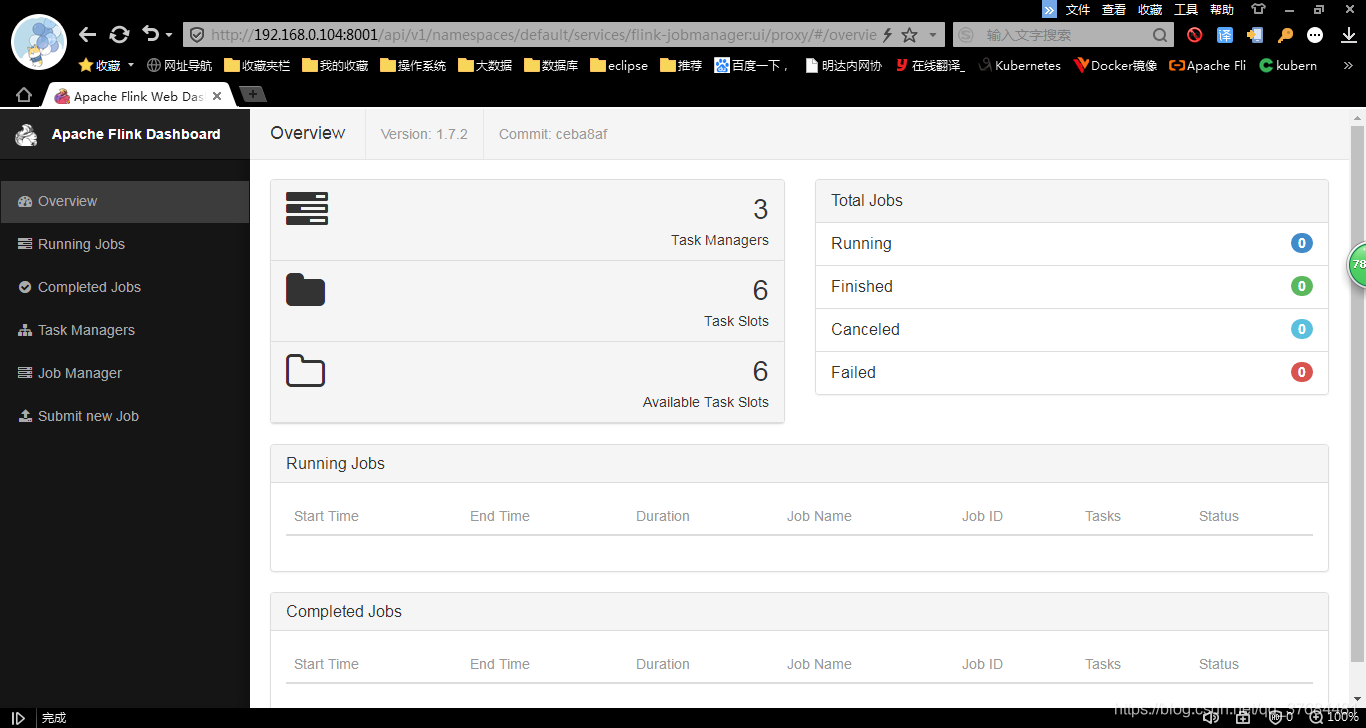 文件 查看 收藏 工具 帮助
http://192.168.0.104:8001/api/v1/namespaces/default/services/flink-jobmanager:ui/proxy/#/overvie
输入文字搜索
译
收藏 网址导航 收藏夹栏 我的收藏 操作系统 大数据 数据库 eclipse 推荐 百度一下， 明达内网协 在线翻译_ Kubernetes Docker镜像 Apache Fli kubern »
Apache Flink Web Das
Apache Flink Dashboard
Overview
Version: 1.7.2
Commit: ceba8af
Overview
Running Jobs
Completed Jobs
Task Managers
Job Manager
Submit new Job
3
Task Managers
6
Task Slots
6
Available Task Slots
Total Jobs
Running 0
Finished 0
Canceled 0
Failed 0
78
Running Jobs
Start Time End Time Duration Job Name Job ID Tasks Status
Completed Jobs
Start Time End Time Duration Job Name Job ID Tasks Status
完成
0
100%